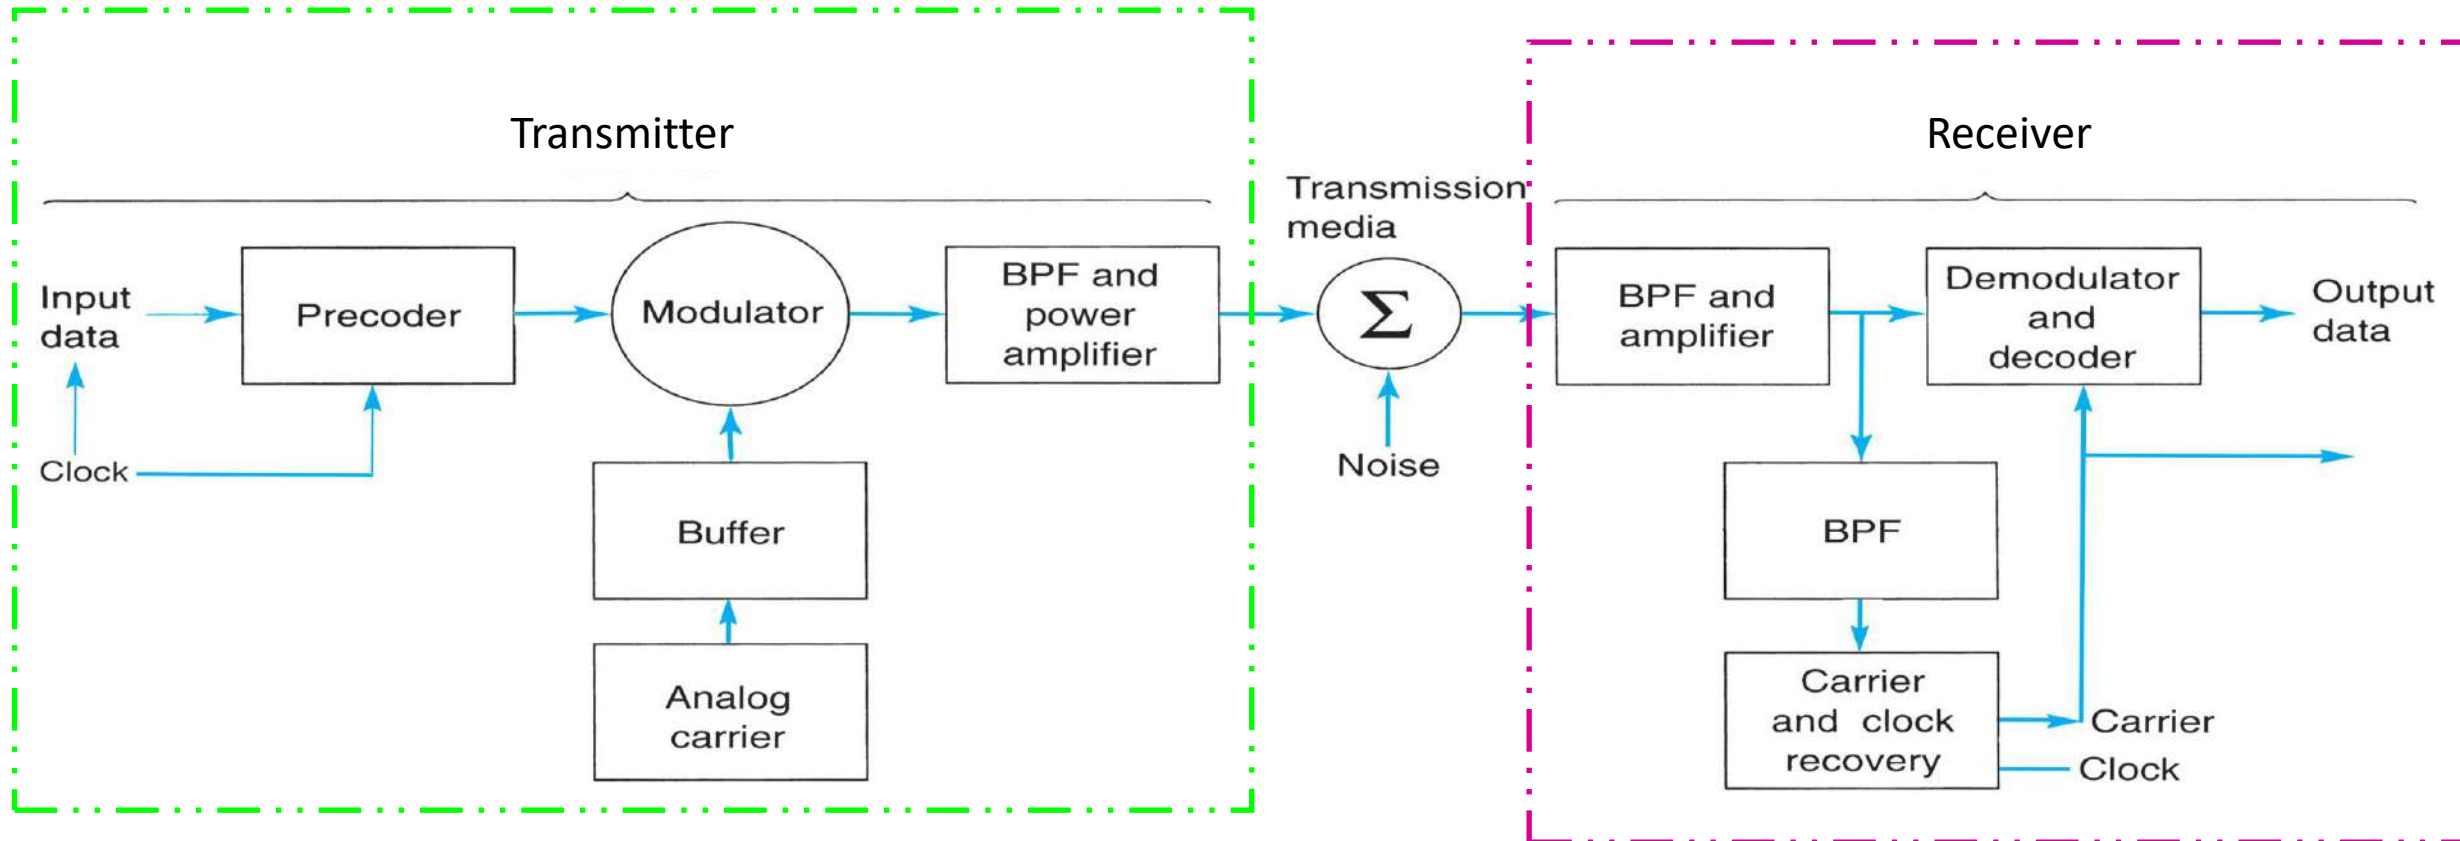 Transmitter
Receiver
Transmission
media
Input
data
Precoder
Modulator
BPF and
power
amplifier
Σ
BPF and
amplifier
Demodulator
and
decoder
Output
data
Clock
Noise
Buffer
BPF
Analog
carrier
Carrier
and clock
recovery
Carrier
Clock